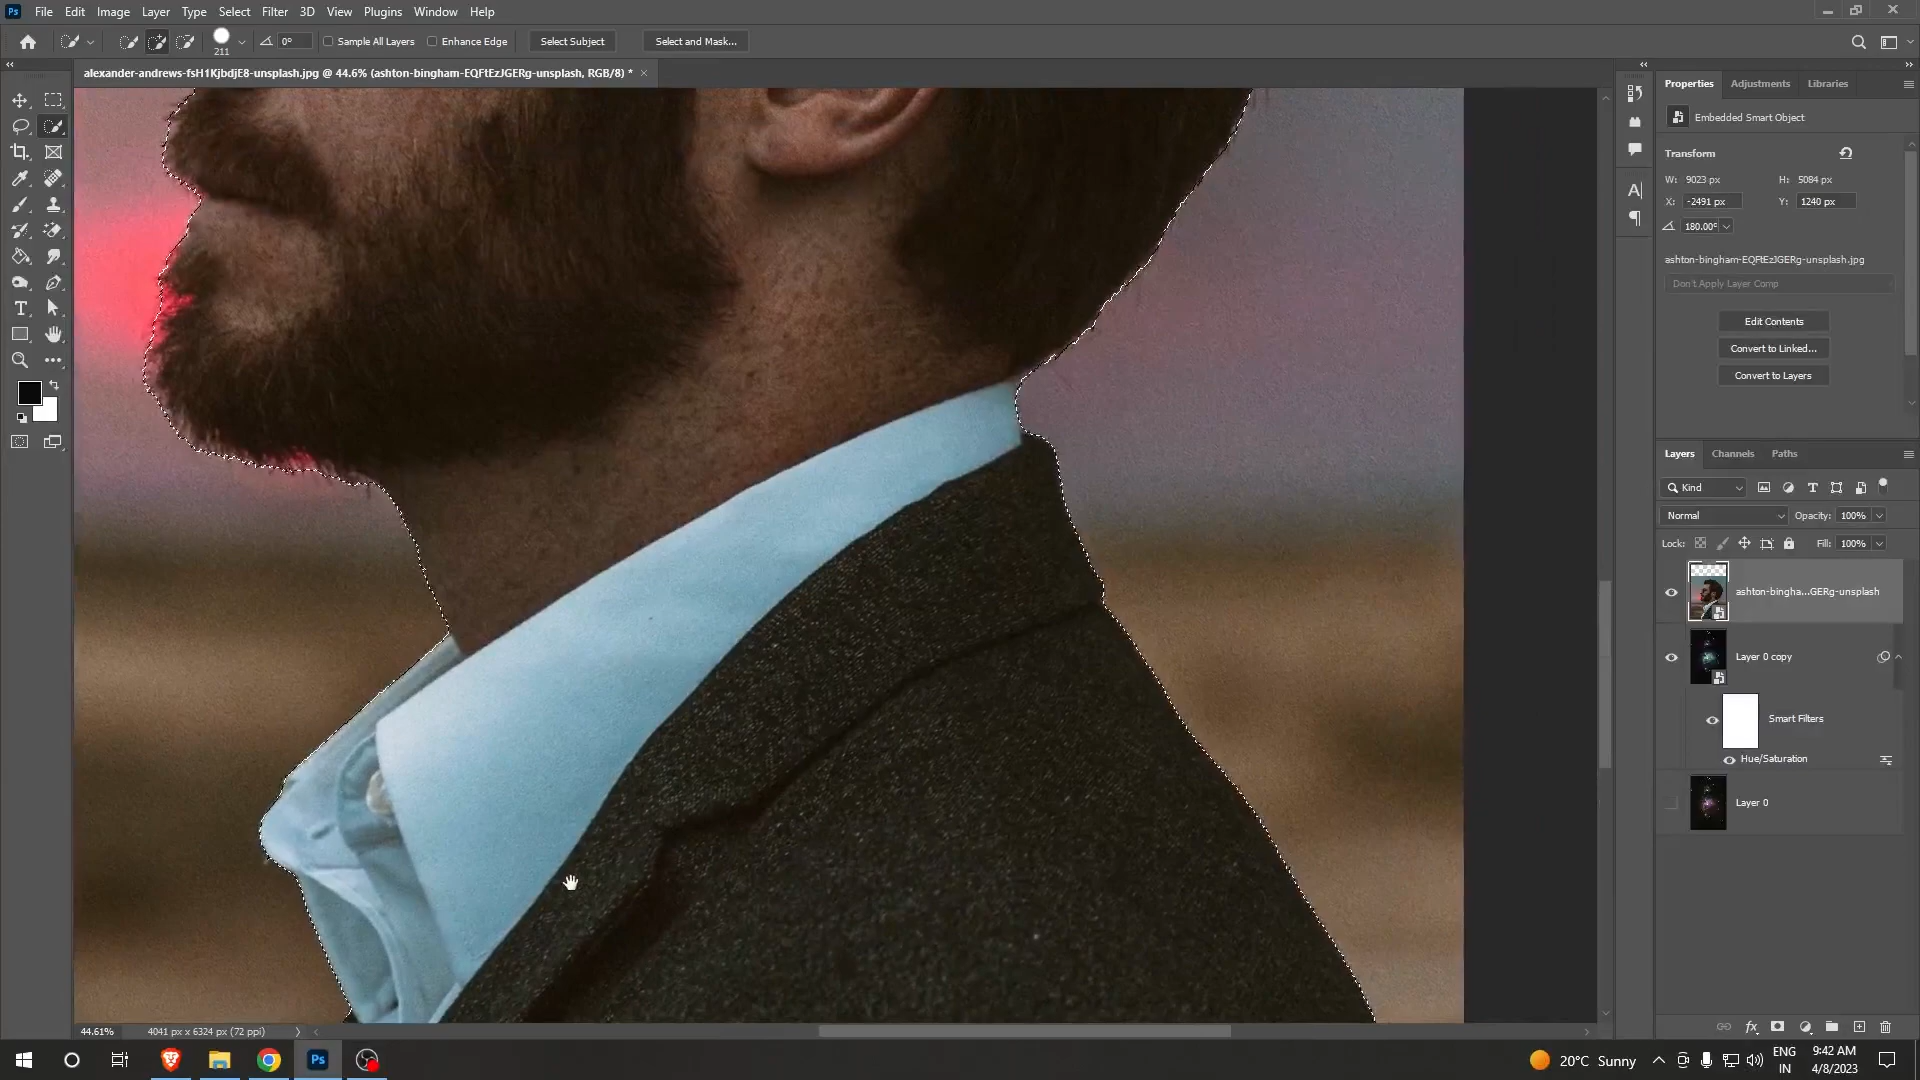 Ps File Edit Image Layer Type Select Filter 3D View Plugins Window Help
211 0° Sample All Layers Enhance Edge Select Subject Select and Mask...
alexander-andrews-fsH1KjbdjE8-unsplash.jpg @ 44.6% (ashton-bingham-EQFtEzJGERg-unsplash, RGB/8) * ×
Properties Adjustments Libraries
Embedded Smart Object
Transform
W: 9023 px H: 5084 px
X: -2491 px Y: 1240 px
180.00°
ashton-bingham-EQFtEzJGERg-unsplash.jpg
Don't Apply Layer Comp
Edit Contents
Convert to Linked...
Convert to Layers
Layers Channels Paths
Kind
Normal Opacity: 100%
Lock: Fill: 100%
ashton-bingha...GERg-unsplash
Layer 0 copy
Smart Filters
Hue/Saturation
Layer 0
44.61% 4041 px x 6324 px (72 ppi)
Ps 20°C Sunny ENG IN 9:42 AM 4/8/2023